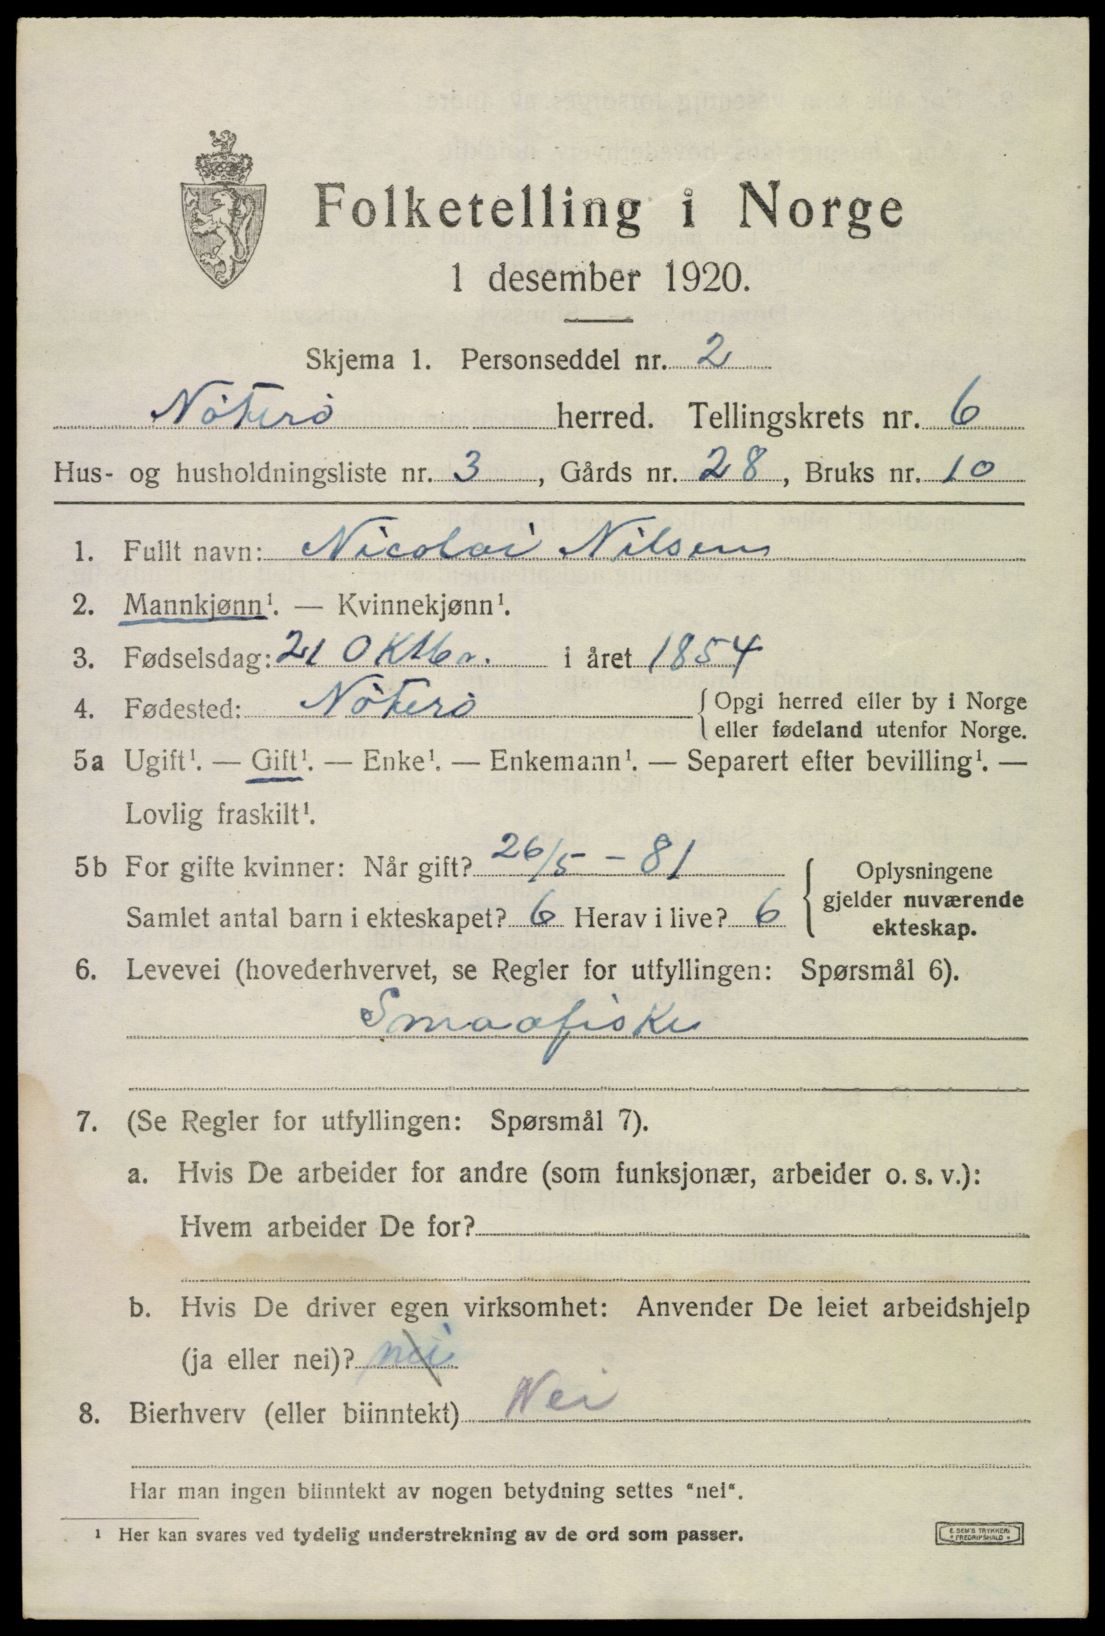 Folketelling i Norge
1 desember 1920.
Skjema 1. Personseddel nr. 2
Nöterö herred. Tellingskrets nr. 6
Hus- og husholdningsliste nr. 3, Gårds nr. 28, Bruks nr. 10
1. Fullt navn: Nicolai Nilsen
2. Mannkjønn¹. — Kvinnekjønn¹.
3. Fødselsdag: 21 Oktbr. i året 1854
4. Fødested: Nöterö { Opgi herred eller by i Norge
eller fødeland utenfor Norge.
5a Ugift¹. — Gift¹. — Enke¹. — Enkemann¹. — Separert efter bevilling¹. —
Lovlig fraskilt¹.
5b For gifte kvinner: Når gift? 26/5 - 81
Samlet antal barn i ekteskapet? 6 Herav i live? 6
{ Oplysningene
gjelder nuværende
ekteskap.
6. Levevei (hovederhvervet, se Regler for utfyllingen: Spørsmål 6).
Smaafisker
7. (Se Regler for utfyllingen: Spørsmål 7).
a. Hvis De arbeider for andre (som funksjonær, arbeider o. s. v.):
Hvem arbeider De for?
b. Hvis De driver egen virksomhet: Anvender De leiet arbeidshjelp
(ja eller nei)? nei
8. Bierhverv (eller biinntekt) Nei
Har man ingen biinntekt av nogen betydning settes "nei".
¹ Her kan svares ved tydelig understrekning av de ord som passer.
E. SEM'S TRYKKERI
* FREDRIKSHALD *